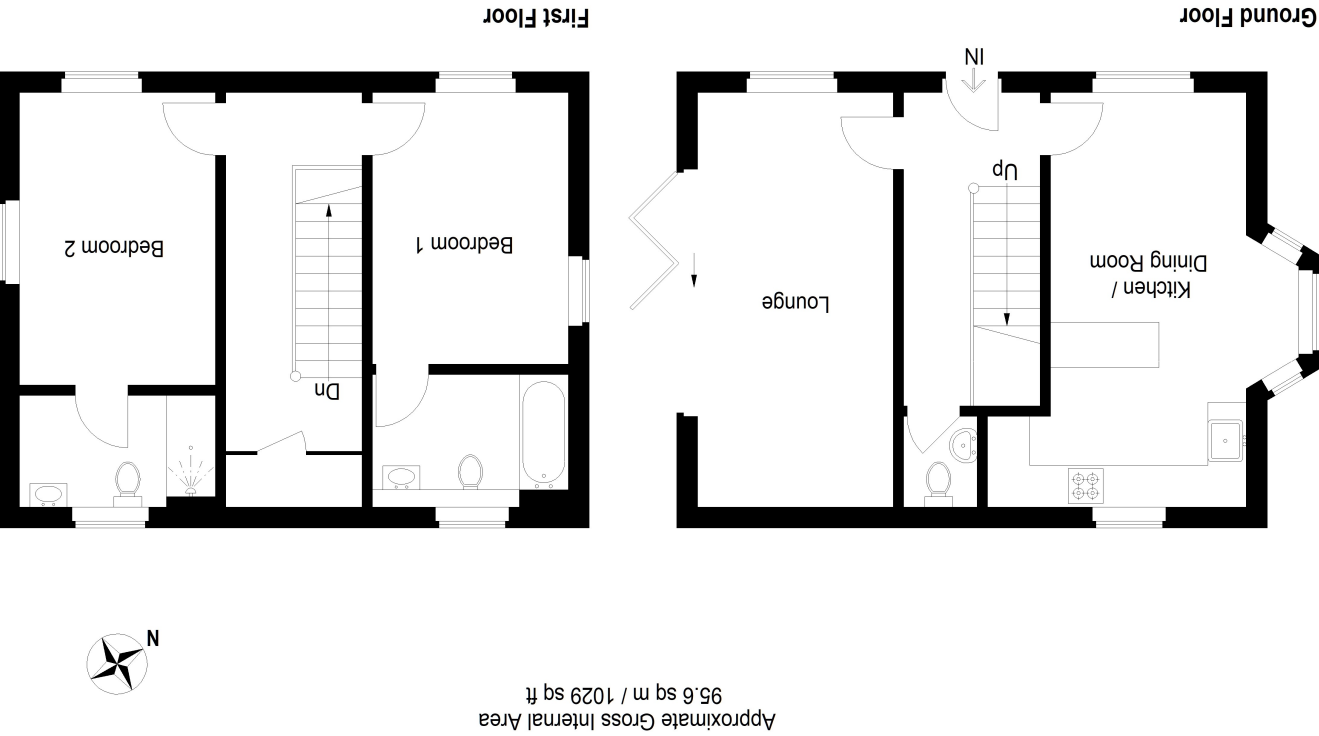 Approximate Gross Internal Area
95.6 sq m / 1029 sq ft
N
Kitchen /
Dining Room
Lounge
Up
IN
Ground Floor
Dn
Bedroom 1
Bedroom 2
First Floor